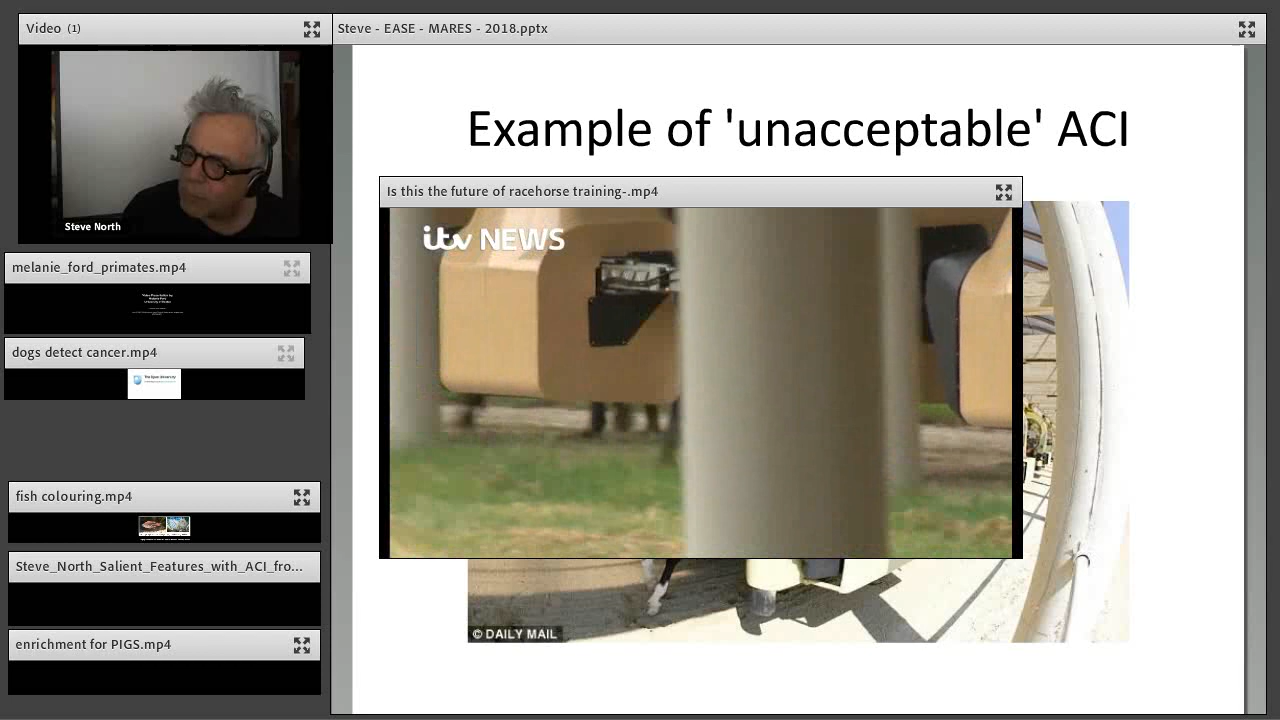 Video (1)
Steve North
melanie_ford_primates.mp4
dogs detect cancer.mp4
fish colouring.mp4
Steve_North_Salient_Features_with_ACI_fro...
enrichment for PIGS.mp4
Steve - EASE - MARES - 2018.pptx
Example of 'unacceptable' ACI
Is this the future of racehorse training-.mp4
itv NEWS
© DAILY MAIL